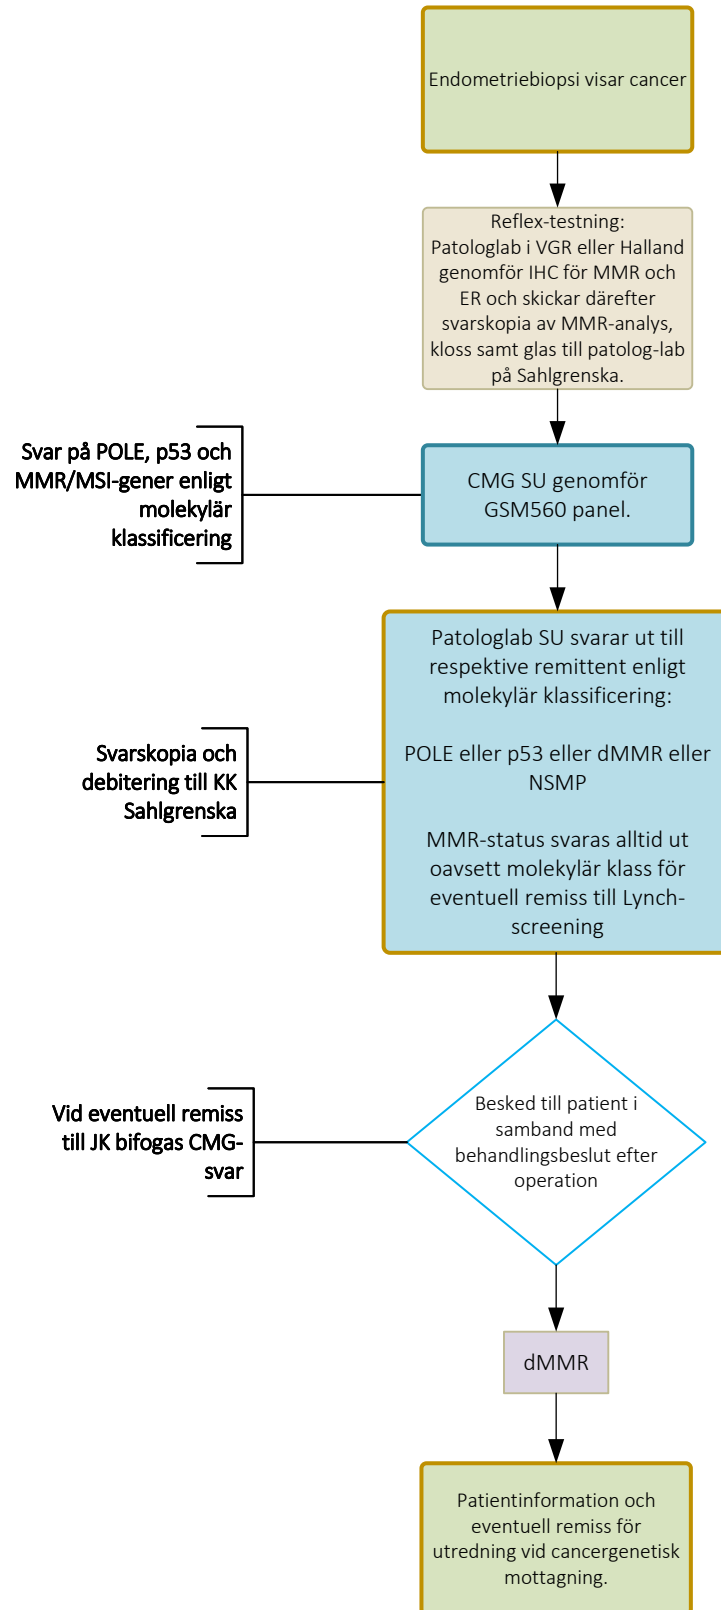 Endometriebiopsi visar cancer
Reflex-testning:
Patologlab i VGR eller Halland
genomför IHC för MMR och
ER och skickar därefter
svarskopia av MMR-analys,
kloss samt glas till patolog-lab
på Sahlgrenska.
Svar på POLE, p53 och
MMR/MSI-gener enligt
molekylär
klassificering
CMG SU genomför
GSM560 panel.
Patologlab SU svarar ut till
respektive remittent enligt
molekylär klassificering:
POLE eller p53 eller dMMR eller
NSMP
MMR-status svaras alltid ut
oavsett molekylär klass för
eventuell remiss till Lynch-
screening
Svarskopia och
debitering till KK
Sahlgrenska
Besked till patient i
samband med
behandlingsbeslut efter
operation
Vid eventuell remiss
till JK bifogas CMG-
svar
dMMR
Patientinformation och
eventuell remiss för
utredning vid cancergenetisk
mottagning.